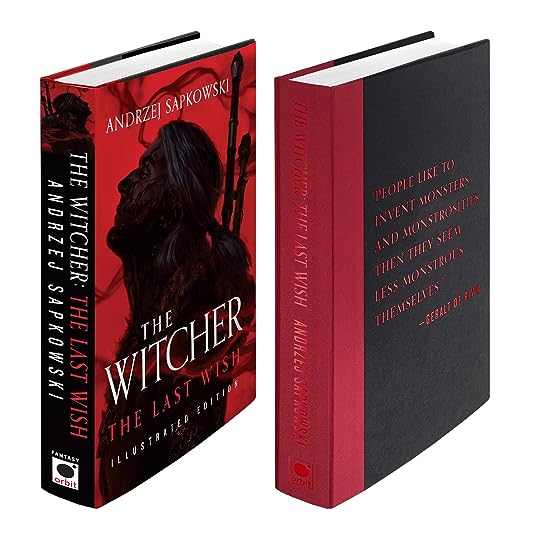 THE WITCHER: THE LAST WISH
ANDRZEJ SAPKOWSKI
FANTASY
orbit
ANDRZEJ SAPKOWSKI
THE
WITCHER
THE LAST WISH
ILLUSTRATED EDITION
THE WITCHER: THE LAST WISH ANDRZEJ SAPKOWSKI
orbit
"PEOPLE LIKE TO
INVENT MONSTERS
AND MONSTROSITIES.
THEN THEY SEEM
LESS MONSTROUS
THEMSELVES."
—GERALT OF RIVIA